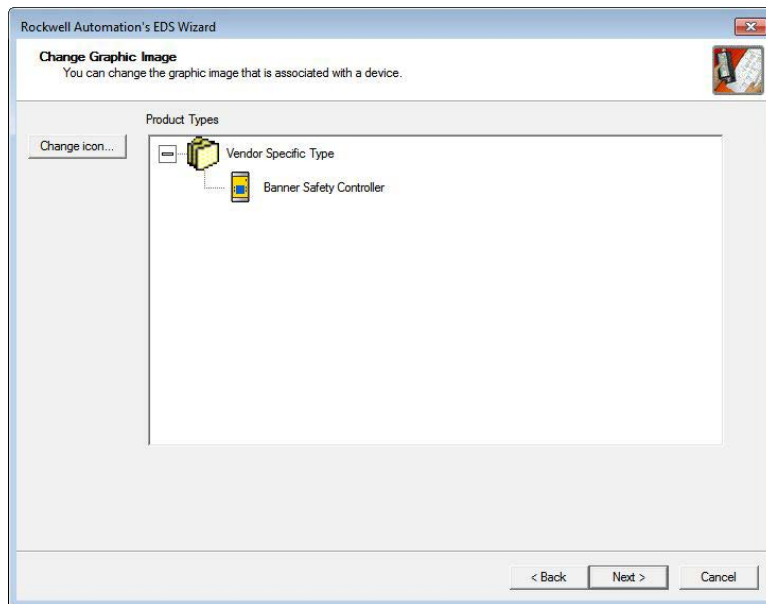 Rockwell Automation's EDS Wizard
Change Graphic Image
You can change the graphic image that is associated with a device.
Product Types
Change icon...
Vendor Specific Type
Banner Safety Controller
< Back
Next >
Cancel